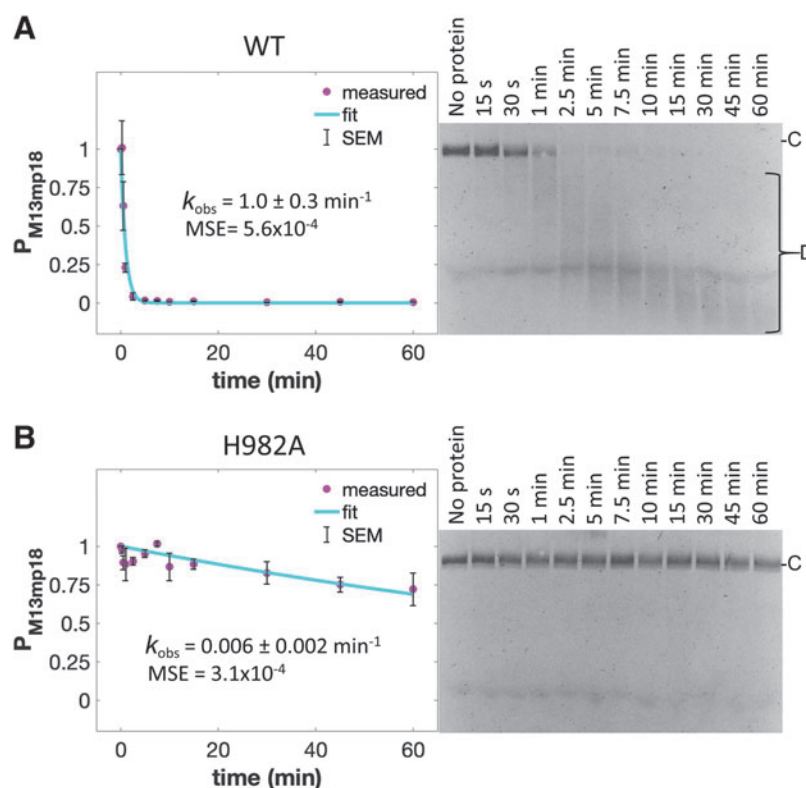 A
WT
measured
fit
SEM
k_obs = 1.0 ± 0.3 min⁻¹
MSE= 5.6x10⁻⁴
P_M13mp18
1
0.75
0.5
0.25
0
0 20 40 60
time (min)
No protein
15 s
30 s
1 min
2.5 min
5 min
7.5 min
10 min
15 min
30 min
45 min
60 min
-C
B
H982A
measured
fit
SEM
k_obs = 0.006 ± 0.002 min⁻¹
MSE = 3.1x10⁻⁴
P_M13mp18
1
0.75
0.5
0.25
0
0 20 40 60
time (min)
No protein
15 s
30 s
1 min
2.5 min
5 min
7.5 min
10 min
15 min
30 min
45 min
60 min
-C